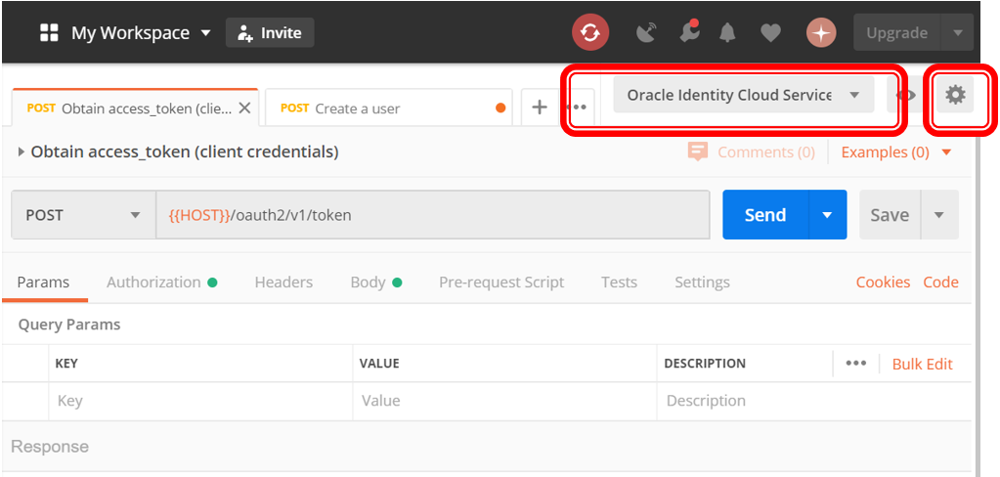 My Workspace Invite Upgrade
POST Obtain access_token (clie... POST Create a user + ... Oracle Identity Cloud Service
Obtain access_token (client credentials) Comments (0) Examples (0)
POST {{HOST}}/oauth2/v1/token Send Save
Params Authorization Headers Body Pre-request Script Tests Settings Cookies Code
Query Params
KEY VALUE DESCRIPTION ... Bulk Edit
Key Value Description
Response